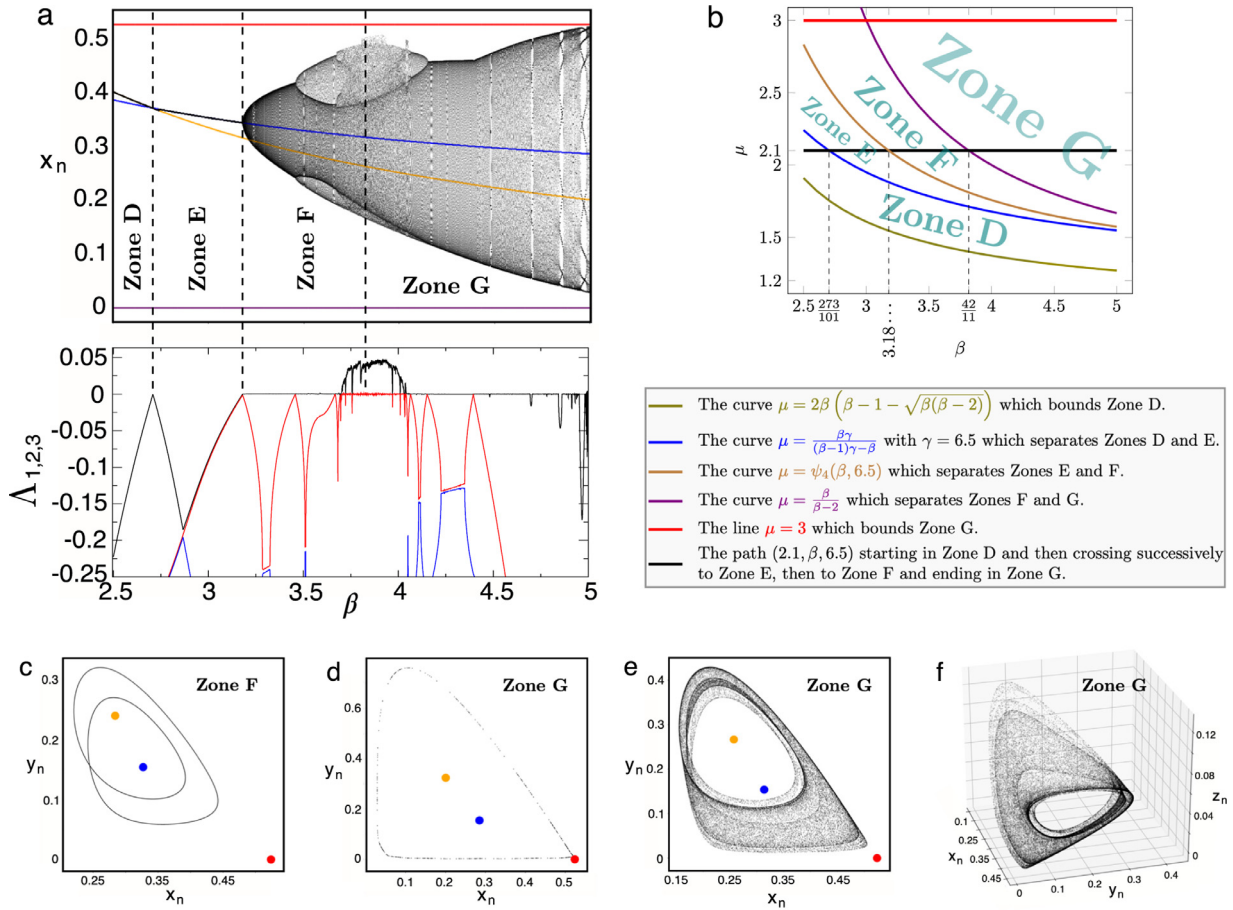 a
0.5
0.4
0.3
0.2
0.1
0
x_n
Zone D
Zone E
Zone F
Zone G
0.05
0
-0.05
-0.1
-0.15
-0.2
-0.25
Λ_{1,2,3}
2.5 3 3.5 4 4.5 5
β
b
3
2.5
2.1
2
1.5
1.2
μ
Zone G
Zone F
Zone E
Zone D
2.5 273/101 3 3.5 42/11 4 4.5 5
3.18···
β
The curve μ = 2β(β−1−√(β(β−2))) which bounds Zone D.
The curve μ = βγ/((β−1)γ−β) with γ = 6.5 which separates Zones D and E.
The curve μ = ψ₄(β, 6.5) which separates Zones E and F.
The curve μ = β/(β−2) which separates Zones F and G.
The line μ = 3 which bounds Zone G.
The path (2.1, β, 6.5) starting in Zone D and then crossing successively
to Zone E, then to Zone F and ending in Zone G.
c
Zone F
0.3
0.2
0.1
0
y_n
0.25 0.35 0.45
x_n
d
Zone G
0.6
0.4
0.2
0
y_n
0.1 0.2 0.3 0.4 0.5
x_n
e
Zone G
0.4
0.3
0.2
0.1
0
y_n
0.15 0.25 0.35 0.45
x_n
f
Zone G
0.12
0.08
0.04
0
z_n
0.1
0.25
0.35
0.45
x_n
0 0.1 0.2 0.3 0.4
y_n